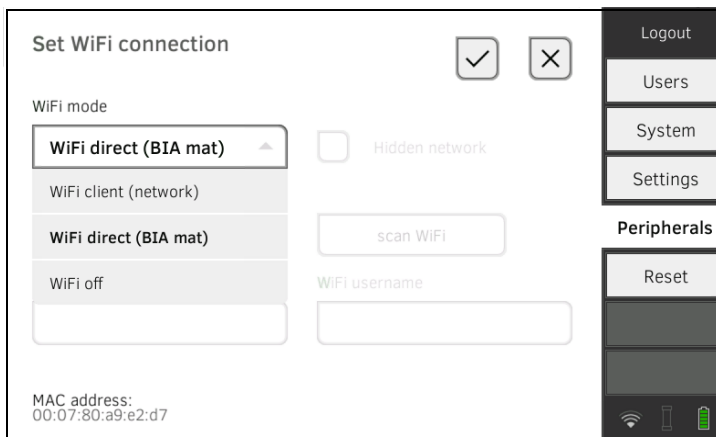 Set WiFi connection
Logout
Users
WiFi mode
System
WiFi direct (BIA mat)
Hidden network
WiFi client (network)
Settings
WiFi direct (BIA mat)
scan WiFi
Peripherals
WiFi off
WiFi username
Reset
MAC address:
00:07:80:a9:e2:d7